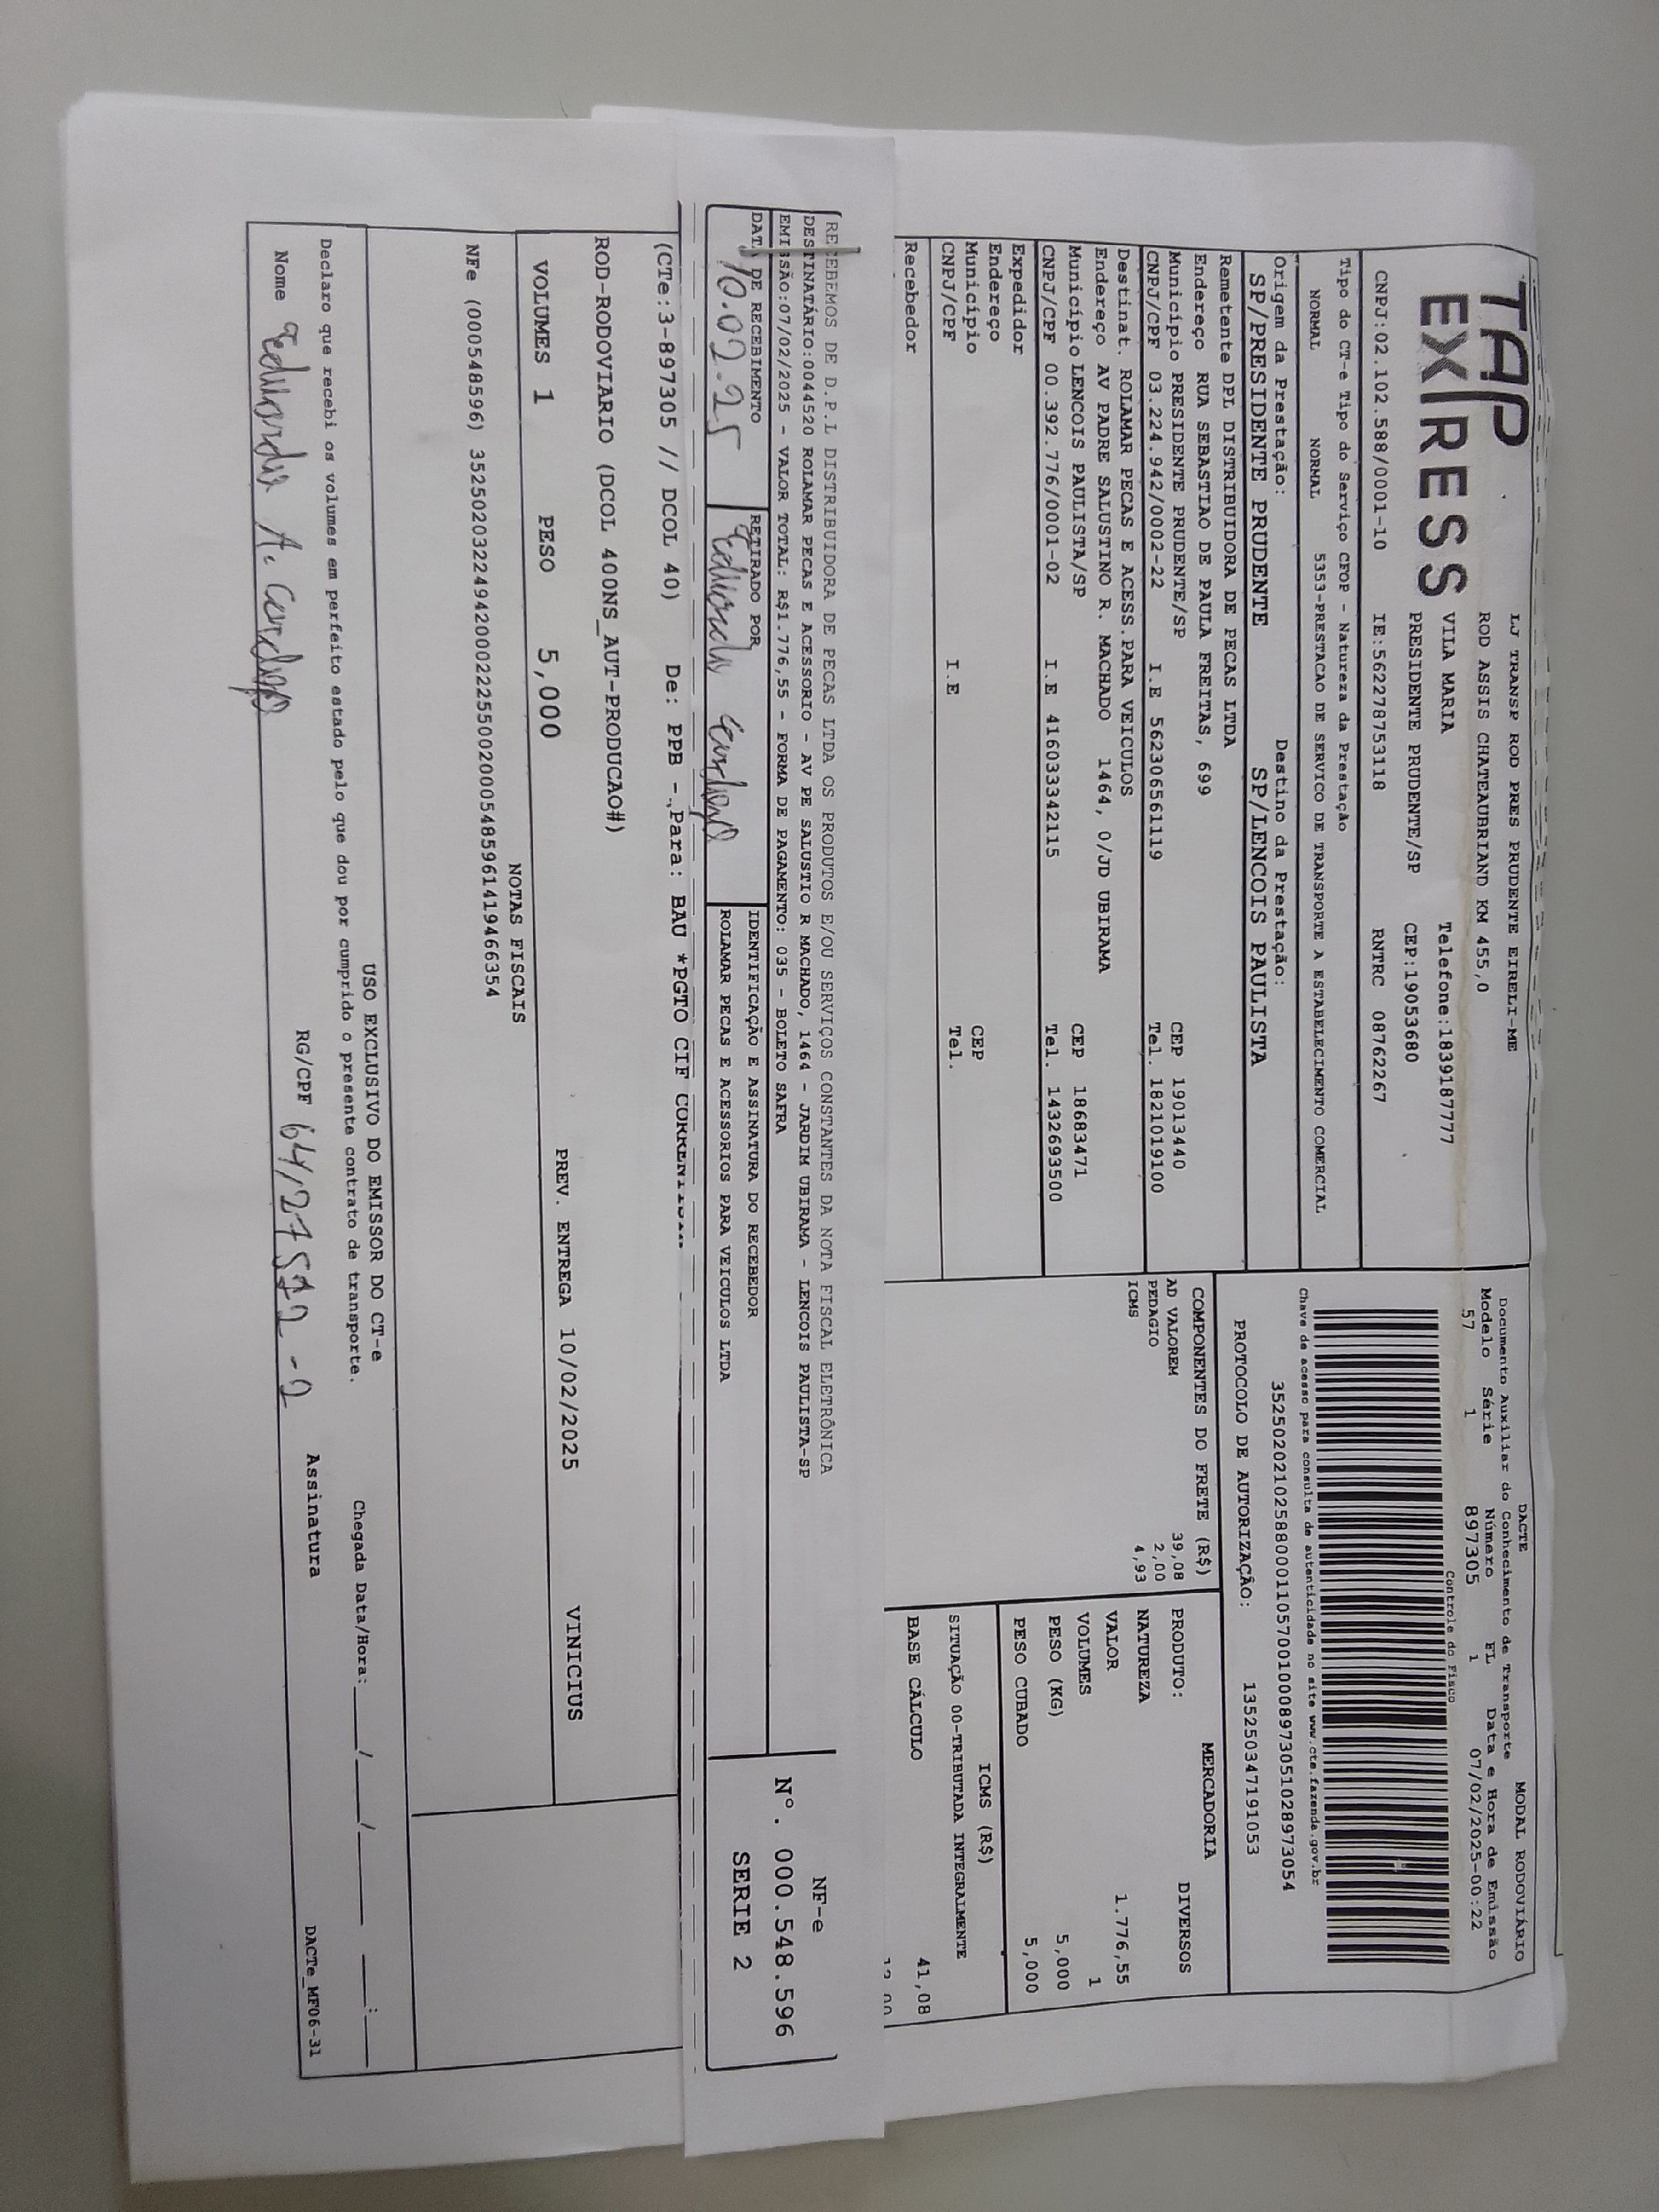 TAP
EXPRESS
LJ TRANSP ROD PRES PRUDENTE EIRELI-ME
ROD ASSIS CHATEAUBRIAND KM 455,0
VILA MARIA Telefone:1839187777
PRESIDENTE PRUDENTE/SP CEP:19053680
CNPJ:02.102.588/0001-10 IE:562278753118 RNTRC 08762267
Tipo do CT-e Tipo do Serviço CFOP - Natureza da Prestação
NORMAL NORMAL 5353-PRESTACAO DE SERVICO DE TRANSPORTE A ESTABELECIMENTO COMERCIAL
Origem da Prestação: Destino da Prestação:
SP/PRESIDENTE PRUDENTE SP/LENCOIS PAULISTA
Remetente DPL DISTRIBUIDORA DE PECAS LTDA
Endereço RUA SEBASTIAO DE PAULA FREITAS, 699
Município PRESIDENTE PRUDENTE/SP CEP 19013440
CNPJ/CPF 03.224.942/0002-22 I.E 562306561119 Tel. 1821019100
Destinat. ROLAMAR PECAS E ACESS.PARA VEICULOS
Endereço AV PADRE SALUSTINO R. MACHADO 1464, 0/JD UBIRAMA
Município LENCOIS PAULISTA/SP CEP 18683471
CNPJ/CPF 00.392.776/0001-02 I.E 416033342115 Tel. 1432693500
Expedidor
Endereço
Município CEP
CNPJ/CPF I.E Tel.
Recebedor
DACTE MODAL RODOVIÁRIO
Documento Auxiliar do Conhecimento de Transporte
Modelo Série Número FL Data e Hora de Emissão
57 1 897305 1 07/02/2025-00:22
Controle do Fisco
Chave de acesso para consulta de autenticidade no site www.cte.fazenda.gov.br
35250202102588000110570010008973051028973054
PROTOCOLO DE AUTORIZAÇÃO: 135250347191053
COMPONENTES DO FRETE (R$)
AD VALOREM 39,08
PEDAGIO 2,00
ICMS 4,93
MERCADORIA
PRODUTO: DIVERSOS
NATUREZA
VALOR 1.776,55
VOLUMES 1
PESO (KG) 5,000
PESO CUBADO 5,000
ICMS (R$)
SITUAÇÃO 00-TRIBUTADA INTEGRALMENTE
BASE CÁLCULO 41,08
RECEBEMOS DE D.P.L DISTRIBUIDORA DE PECAS LTDA OS PRODUTOS E/OU SERVIÇOS CONSTANTES DA NOTA FISCAL ELETRÔNICA
DESTINATÁRIO:004520 ROLAMAR PECAS E ACESSORIO - AV PE SALUSTIO R MACHADO, 1464 - JARDIM UBIRAMA - LENCOIS PAULISTA-SP
EMISSÃO:07/02/2025 - VALOR TOTAL: R$1.776,55 - FORMA DE PAGAMENTO: 035 - BOLETO SAFRA
DATA DE RECEBIMENTO RETIRADO POR IDENTIFICAÇÃO E ASSINATURA DO RECEBEDOR
10.02.25 ROLAMAR PECAS E ACESSORIOS PARA VEICULOS LTDA
NF-e
Nº. 000.548.596
SERIE 2
(CTe:3-897305 // DCOL 40) De: PPB - Para: BAU *PGTO CIF
ROD-RODOVIARIO (DCOL 400NS_AUT-PRODUCAO#)
VOLUMES 1 PESO 5,000 PREV. ENTREGA 10/02/2025 VINICIUS
NOTAS FISCAIS
NFe (000548596) 35250203224942000222550020005485961419466354
USO EXCLUSIVO DO EMISSOR DO CT-e
Declaro que recebi os volumes em perfeito estado pelo que dou por cumprido o presente contrato de transporte. Chegada Data/Hora: / / :
Nome RG/CPF Assinatura
DACTe_MF06-31